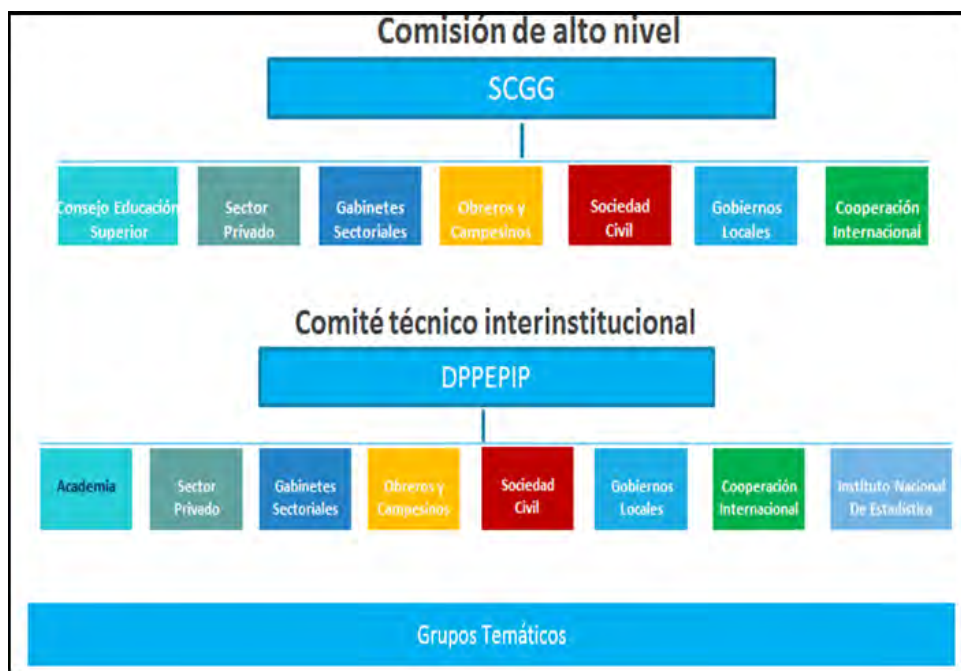 Comisión de alto nivel
SCGG
Consejo Educación
Superior
Sector
Privado
Gabinetes
Sectoriales
Obreros y
Campesinos
Sociedad
Civil
Gobiernos
Locales
Cooperación
Internacional
Comité técnico interinstitucional
DPPEPIP
Academia
Sector
Privado
Gabinetes
Sectoriales
Obreros y
Campesinos
Sociedad
Civil
Gobiernos
Locales
Cooperación
Internacional
Instituto Nacional
De Estadística
Grupos Temáticos